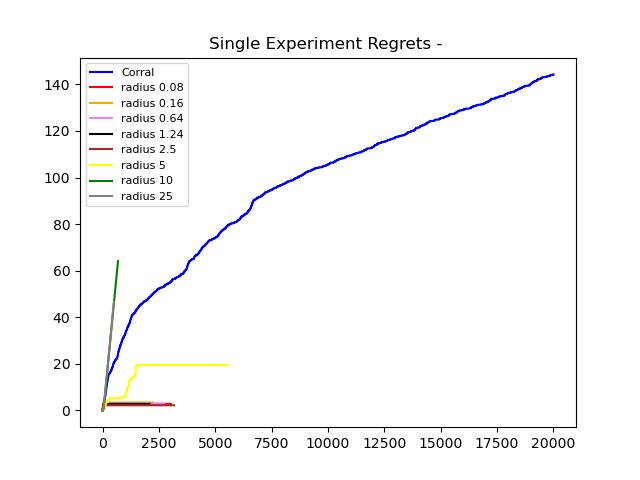 Single Experiment Regrets -
Corral
radius 0.08
radius 0.16
radius 0.64
radius 1.24
radius 2.5
radius 5
radius 10
radius 25
140
120
100
80
60
40
20
0
0 2500 5000 7500 10000 12500 15000 17500 20000